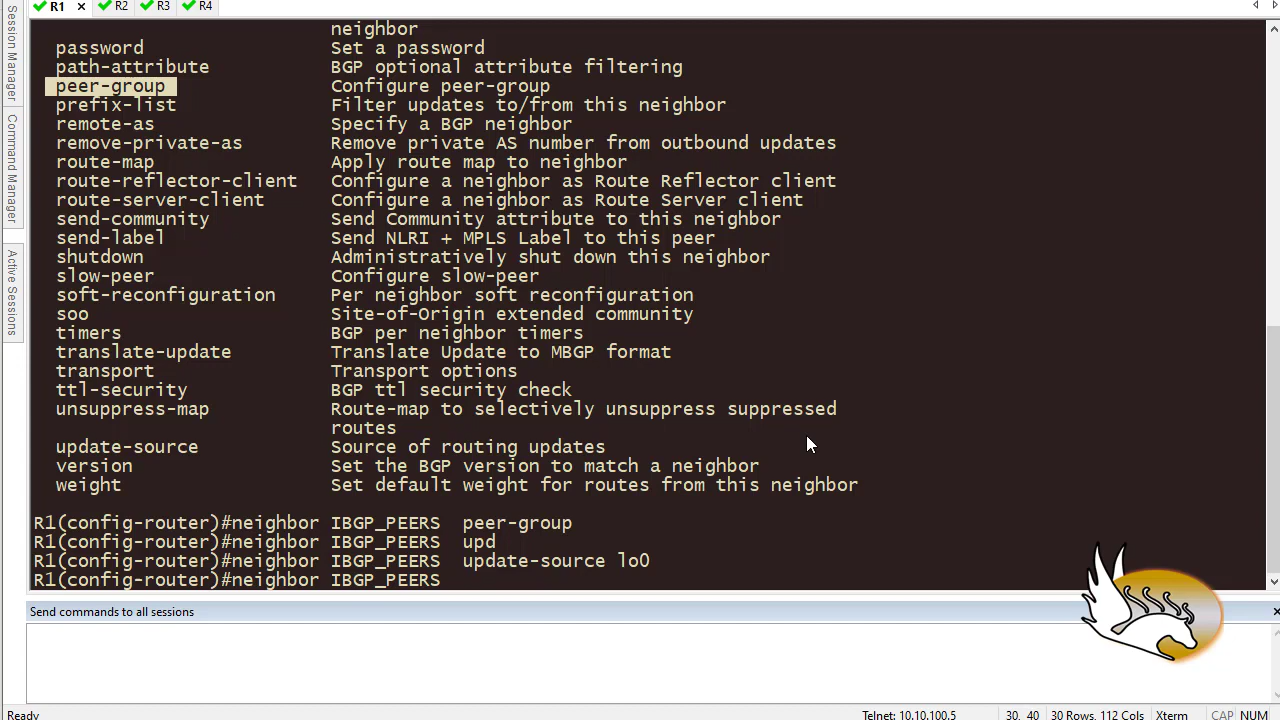 R1 x R2 R3 R4
Session Manager
Command Manager
Active Sessions
neighbor
password Set a password
path-attribute BGP optional attribute filtering
peer-group Configure peer-group
prefix-list Filter updates to/from this neighbor
remote-as Specify a BGP neighbor
remove-private-as Remove private AS number from outbound updates
route-map Apply route map to neighbor
route-reflector-client Configure a neighbor as Route Reflector client
route-server-client Configure a neighbor as Route Server client
send-community Send Community attribute to this neighbor
send-label Send NLRI + MPLS Label to this peer
shutdown Administratively shut down this neighbor
slow-peer Configure slow-peer
soft-reconfiguration Per neighbor soft reconfiguration
soo Site-of-Origin extended community
timers BGP per neighbor timers
translate-update Translate Update to MBGP format
transport Transport options
ttl-security BGP ttl security check
unsuppress-map Route-map to selectively unsuppress suppressed
routes
update-source Source of routing updates
version Set the BGP version to match a neighbor
weight Set default weight for routes from this neighbor
R1(config-router)#neighbor IBGP_PEERS peer-group
R1(config-router)#neighbor IBGP_PEERS upd
R1(config-router)#neighbor IBGP_PEERS update-source lo0
R1(config-router)#neighbor IBGP_PEERS
Send commands to all sessions
Ready Telnet: 10.10.100.5 30, 40 30 Rows, 112 Cols Xterm CAP NUM